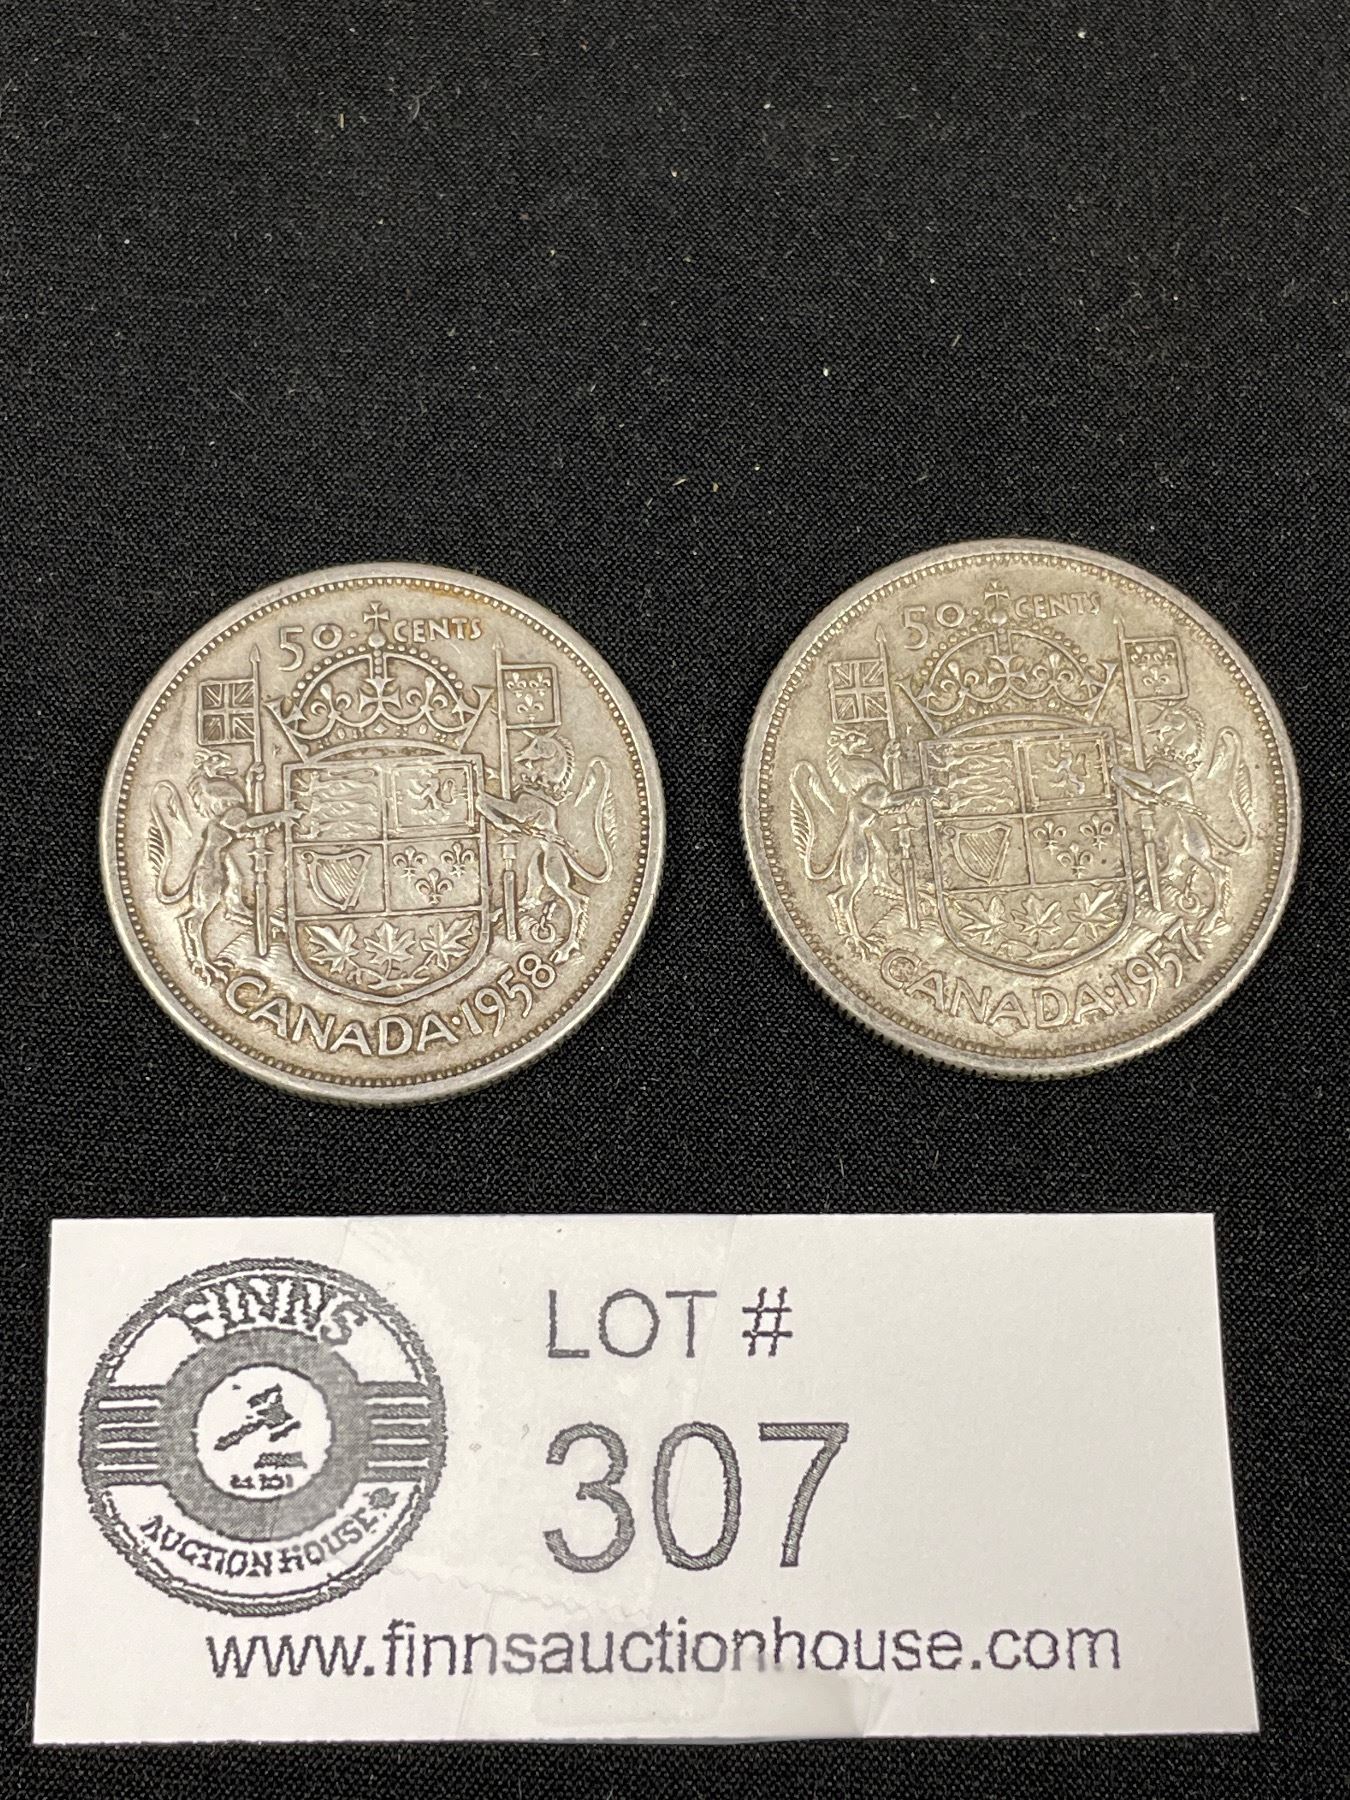 50 · CENTS
CANADA · 1958
50 · CENTS
CANADA · 1957
FINNS
AUCTION HOUSE
LOT #
307
www.finnsauctionhouse.com